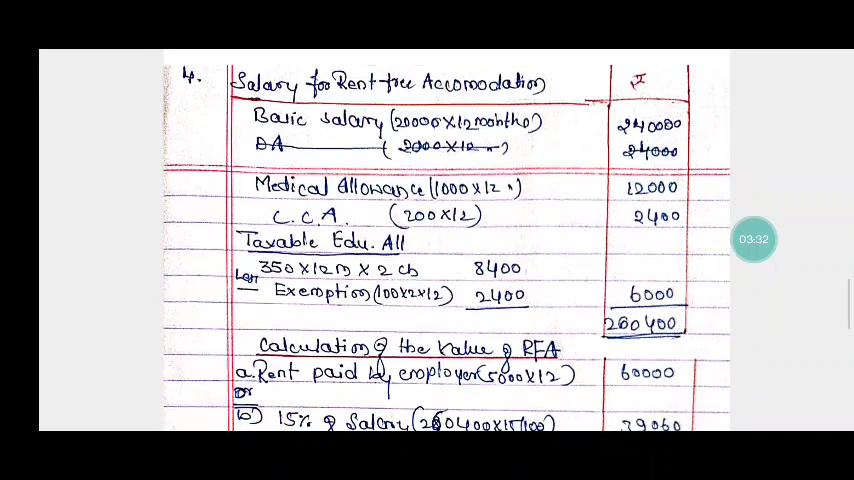 4. Salary for Rent-free Accomodation ₹
Basic salary (20000 X 12 months) 240000
DA (2000 X 12 ") 24000
Medical Allowance (1000 X 12 ") 12000
C.C.A. (200 X 12) 2400
Taxable Edu. All
350 X 12 m X 2 ch 8400
Less Exemption (100 X 2 X 12) 2400 6000
260400
Calculation of the Value of RFA
a. Rent paid by employer (5000 X 12) 60000
Or
(b) 15% of Salary (260400 X 15/100) 39060
03:32